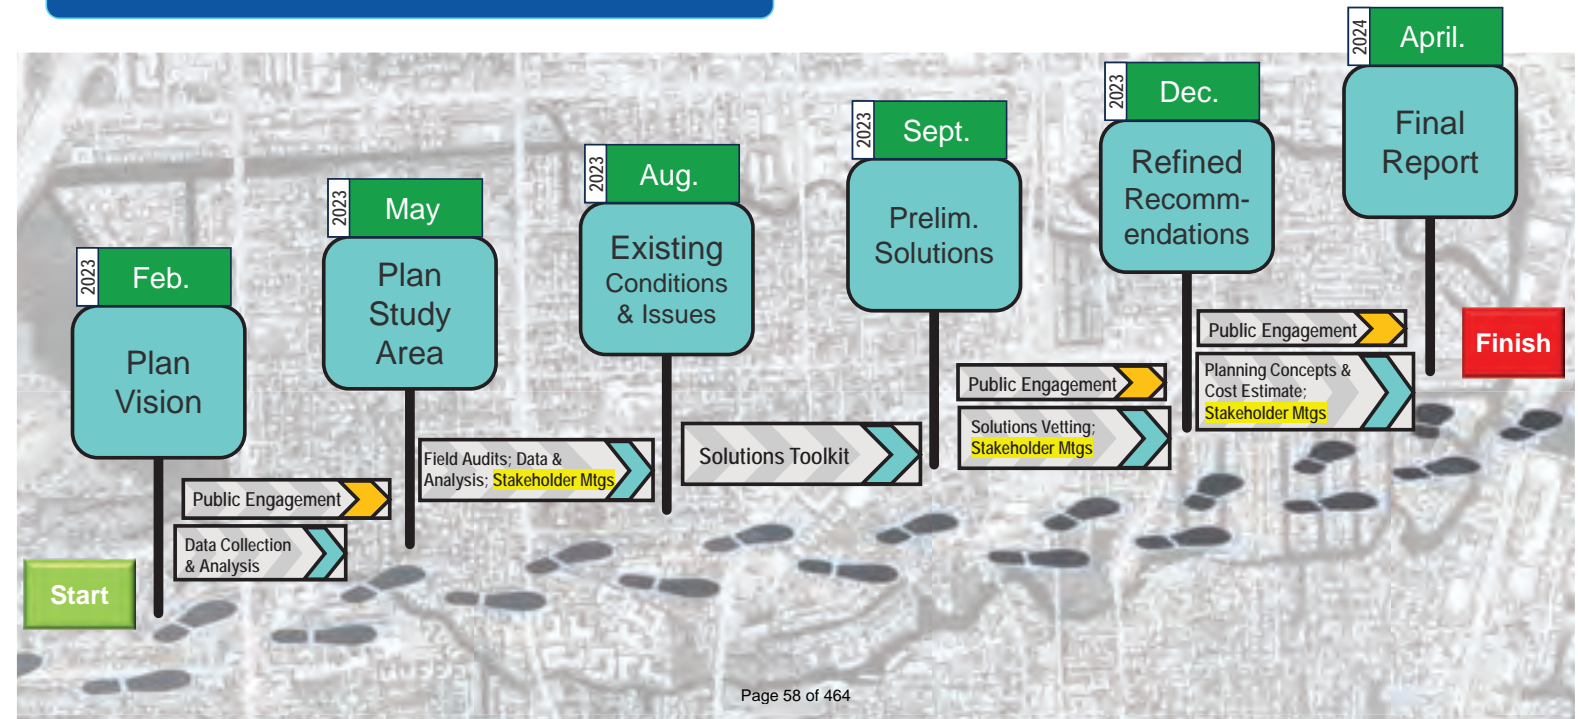 2023
Feb.
Plan
Vision
2023
May
Plan
Study
Area
2023
Aug.
Existing
Conditions
& Issues
2023
Sept.
Prelim.
Solutions
2023
Dec.
Refined
Recomm-
endations
2024
April.
Final
Report
Start
Public Engagement
Data Collection
& Analysis
Field Audits; Data &
Analysis; Stakeholder Mtgs
Solutions Toolkit
Public Engagement
Solutions Vetting;
Stakeholder Mtgs
Public Engagement
Planning Concepts &
Cost Estimate;
Stakeholder Mtgs
Finish
Page 58 of 464